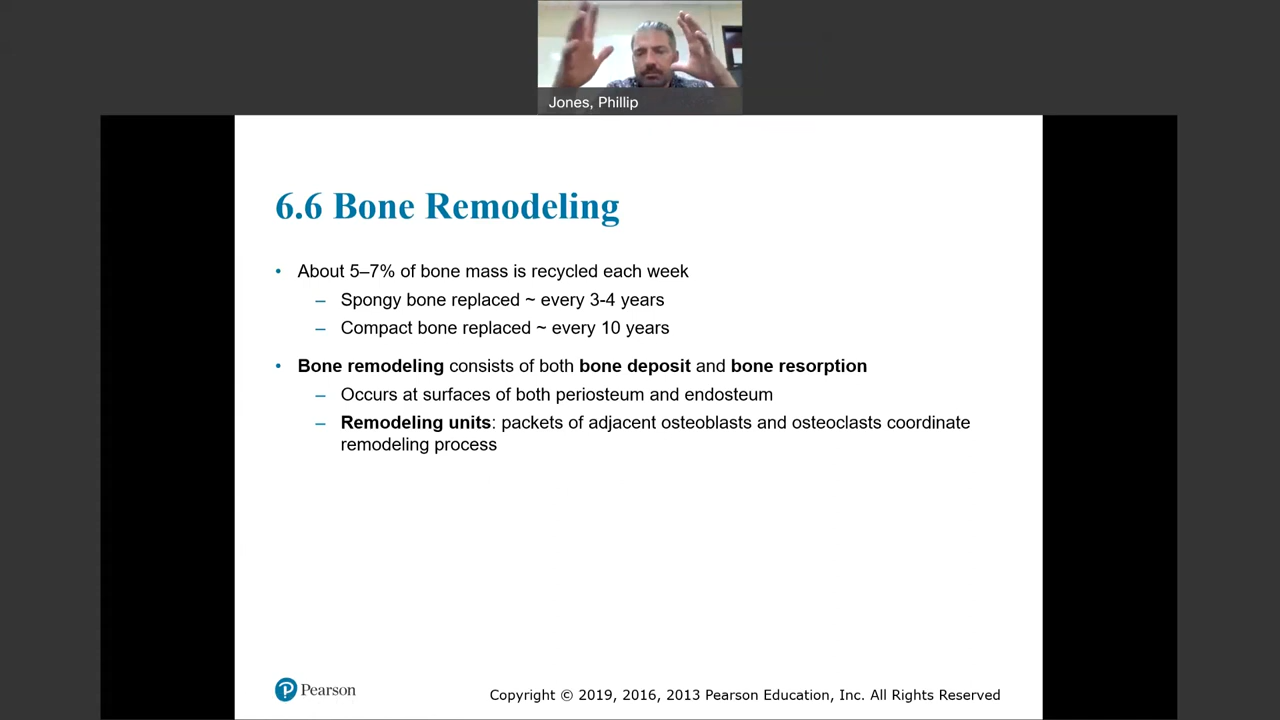 Jones, Phillip
6.6 Bone Remodeling
• About 5–7% of bone mass is recycled each week
– Spongy bone replaced ~ every 3-4 years
– Compact bone replaced ~ every 10 years
• Bone remodeling consists of both bone deposit and bone resorption
– Occurs at surfaces of both periosteum and endosteum
– Remodeling units: packets of adjacent osteoblasts and osteoclasts coordinate
remodeling process
P Pearson
Copyright © 2019, 2016, 2013 Pearson Education, Inc. All Rights Reserved